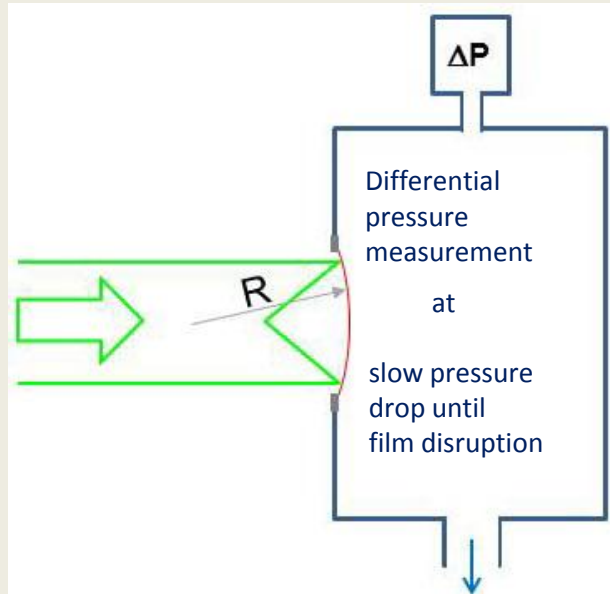 ΔP
Differential
pressure
measurement
at
R
slow pressure
drop until
film disruption